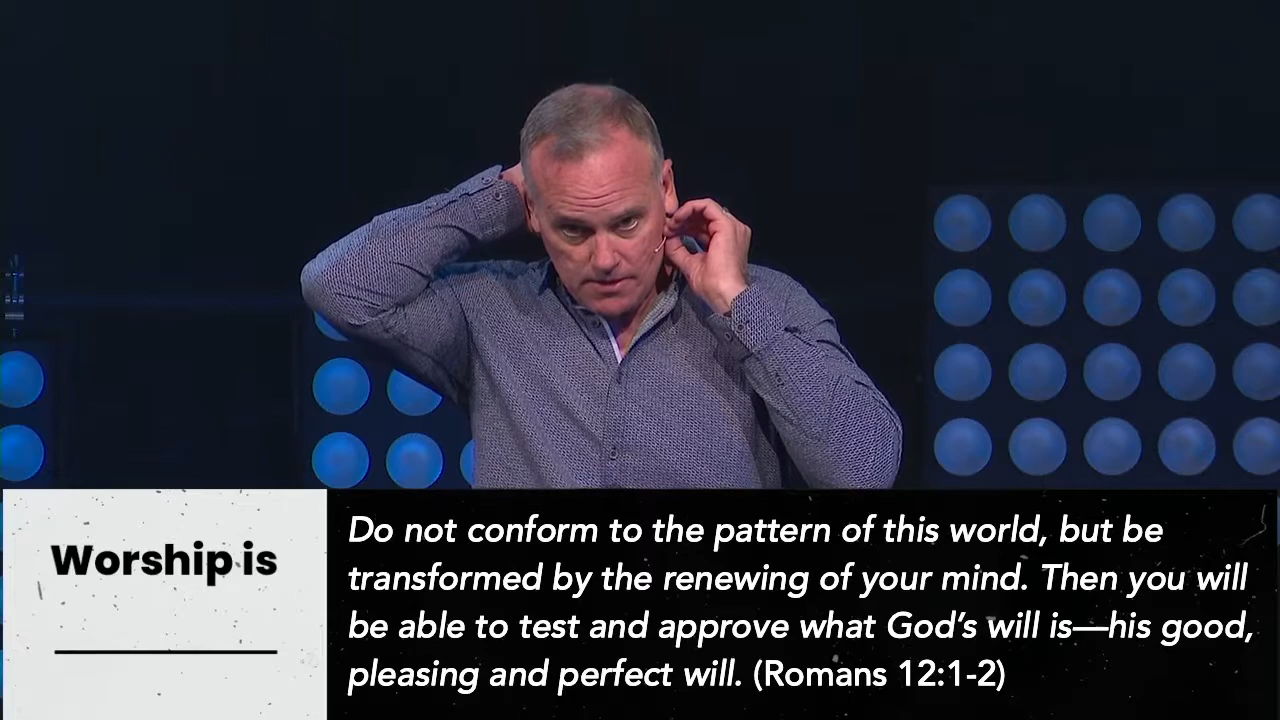 Worship is
Do not conform to the pattern of this world, but be
transformed by the renewing of your mind. Then you will
be able to test and approve what God's will is—his good,
pleasing and perfect will. (Romans 12:1-2)